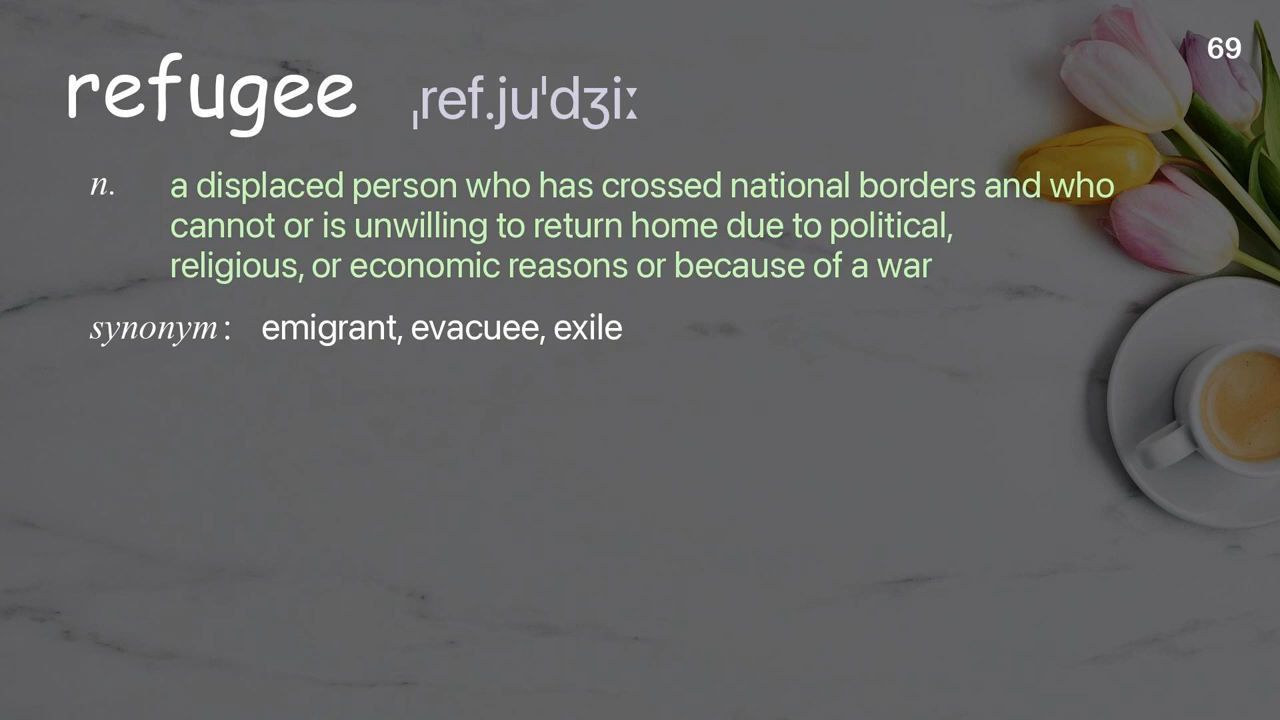 69
refugee ˌref.juˈdʒiː
n. a displaced person who has crossed national borders and who
cannot or is unwilling to return home due to political,
religious, or economic reasons or because of a war
synonym: emigrant, evacuee, exile